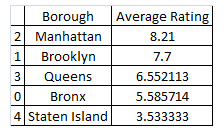 Borough Average Rating
2 Manhattan 8.21
1 Brooklyn 7.7
3 Queens 6.552113
0 Bronx 5.585714
4 Staten Island 3.533333